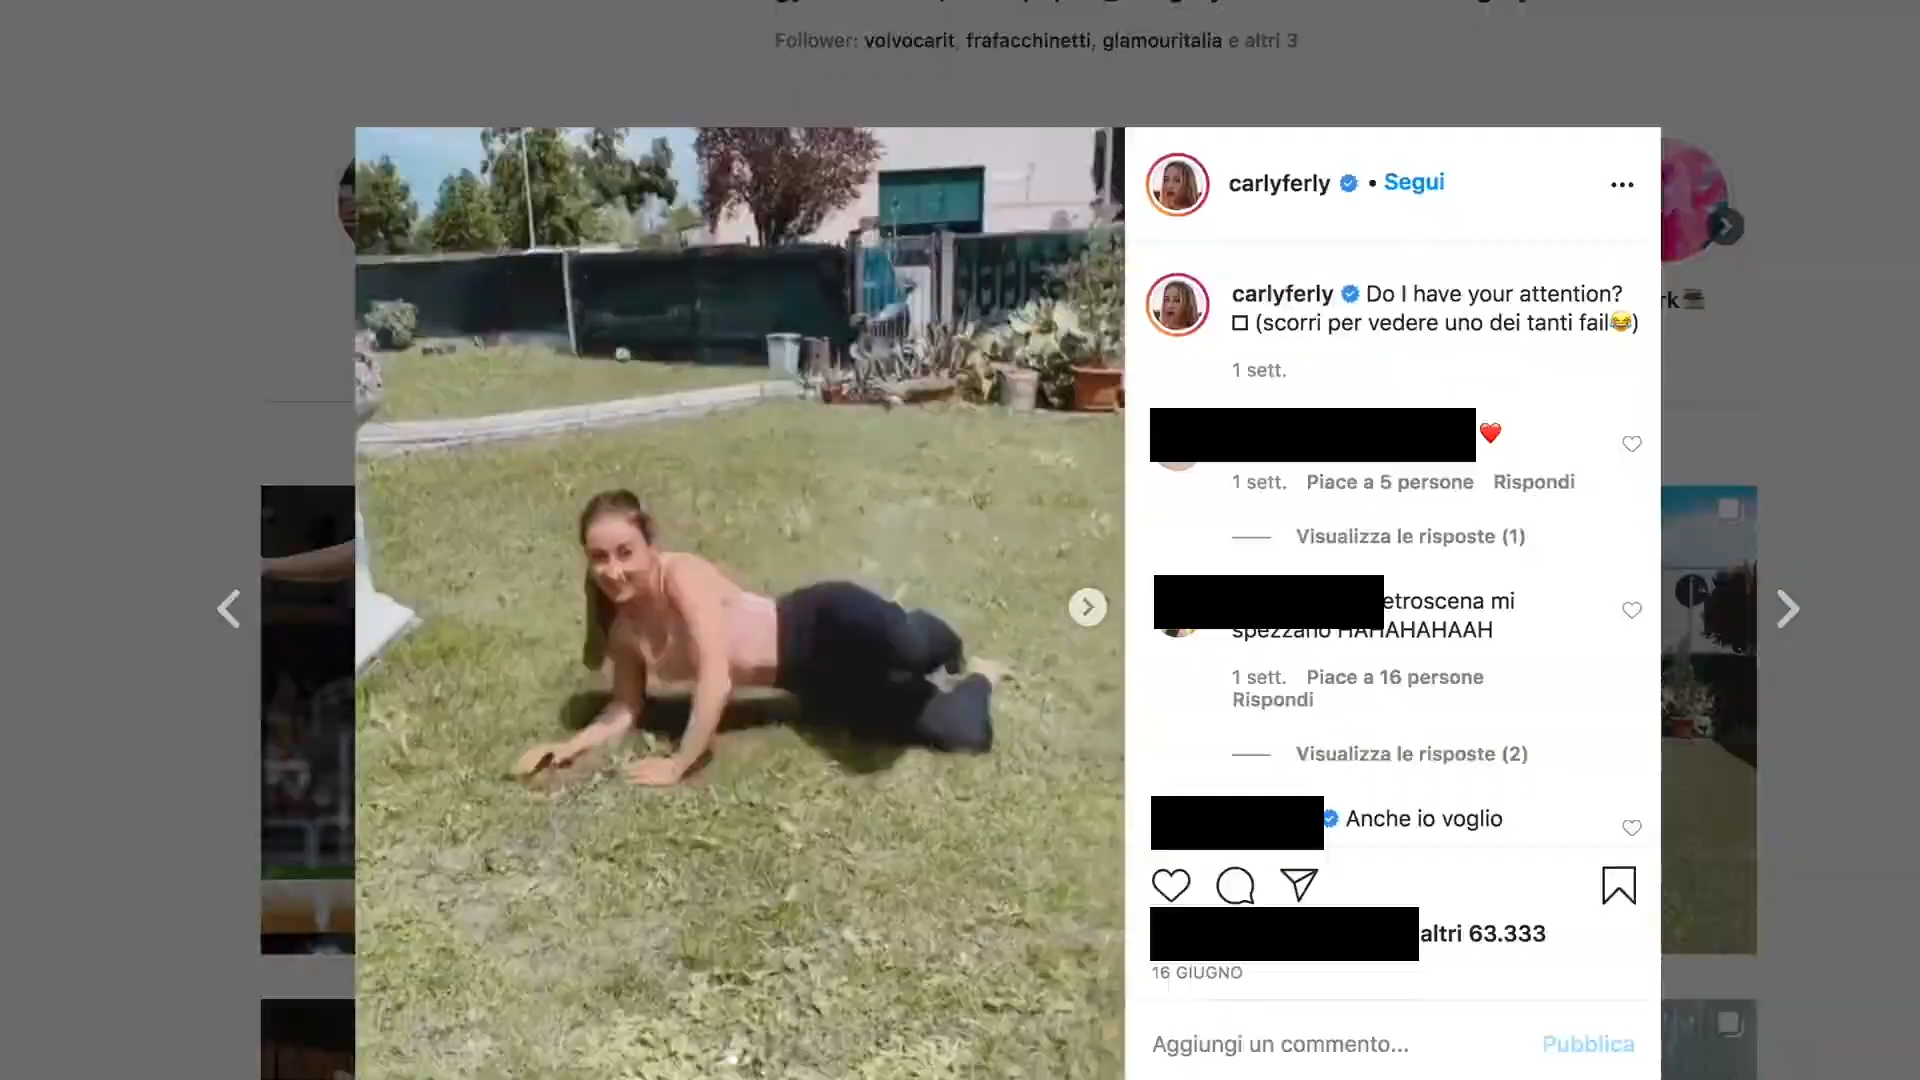 Follower: volvocarit, frafacchinetti, glamouritalia e altri 3
carlyferly • Segui
rk
carlyferly Do I have your attention?
(scorri per vedere uno dei tanti fail😂)
1 sett.
❤️
1 sett. Piace a 5 persone Rispondi
Visualizza le risposte (1)
etroscena mi
spezzano HAHAHAHAAH
1 sett. Piace a 16 persone
Rispondi
Visualizza le risposte (2)
Anche io voglio
altri 63.333
16 GIUGNO
Aggiungi un commento... Pubblica